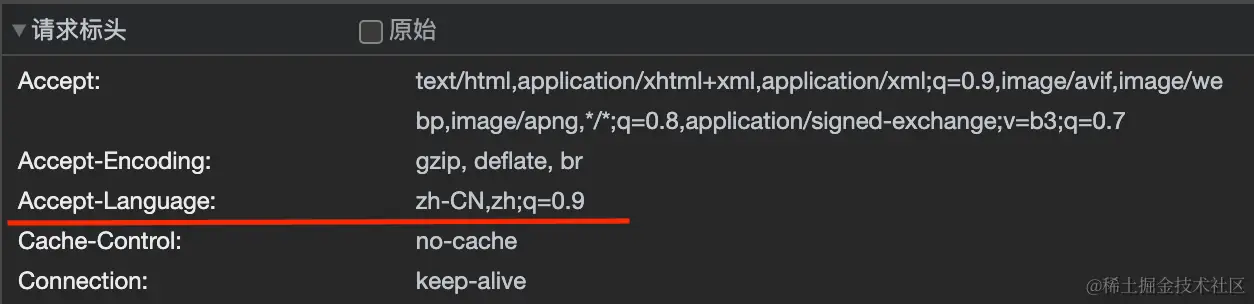 请求标头 原始
Accept: text/html,application/xhtml+xml,application/xml;q=0.9,image/avif,image/we
bp,image/apng,*/*;q=0.8,application/signed-exchange;v=b3;q=0.7
Accept-Encoding: gzip, deflate, br
Accept-Language: zh-CN,zh;q=0.9
Cache-Control: no-cache
Connection: keep-alive
@稀土掘金技术社区